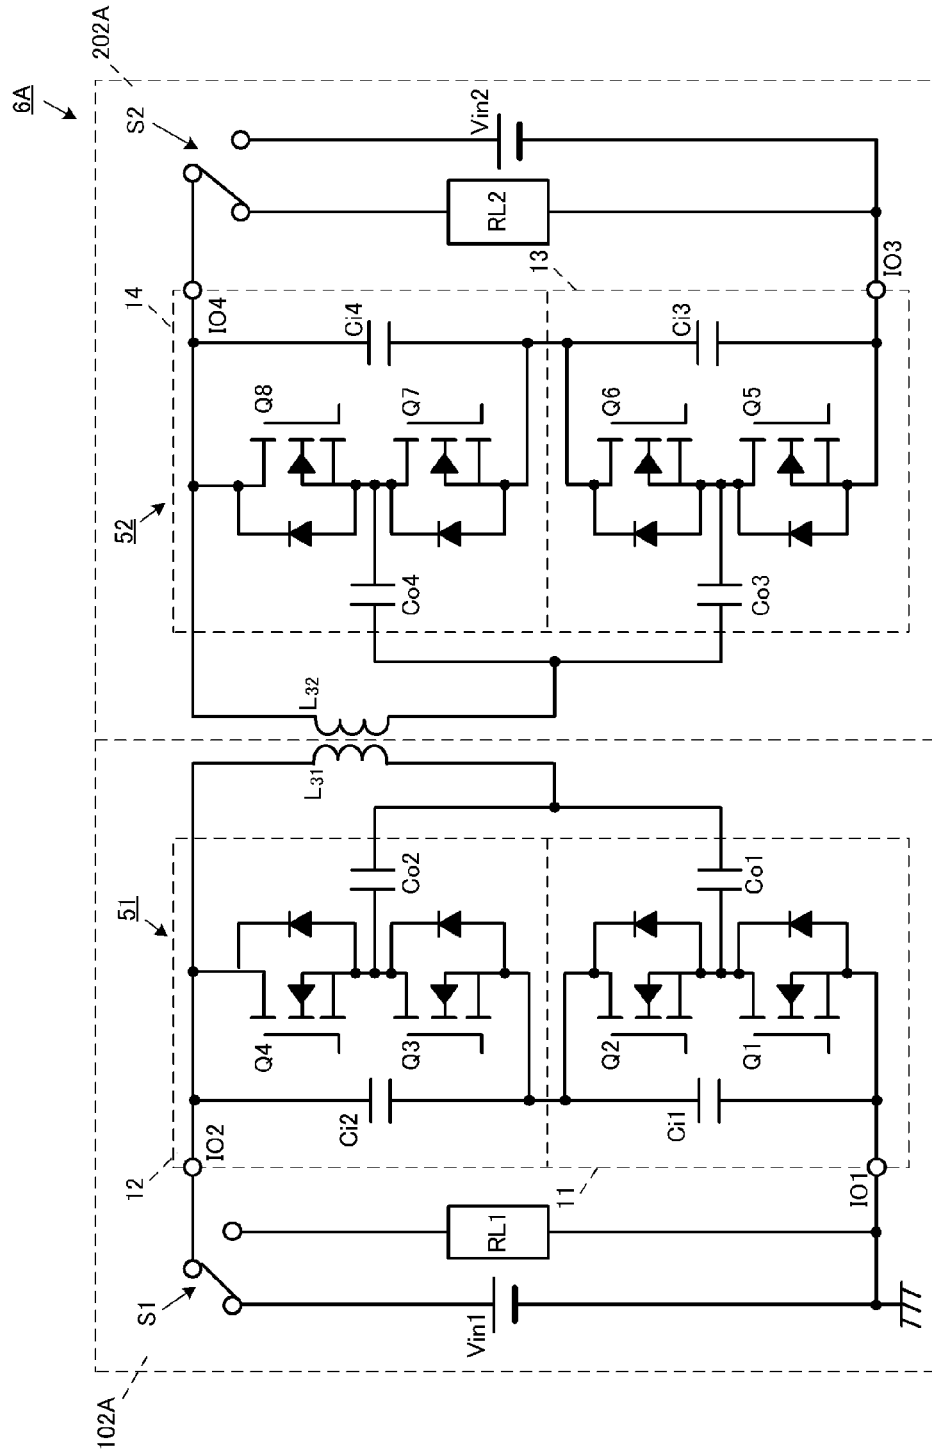 6A
202A
S2
Vin2
RL2
14
IO4
13
IO3
Ci4
Ci3
Q8
Q7
Q6
Q5
52
Co4
Co3
L32
L31
51
Co2
Co1
Q4
Q3
Q2
Q1
Ci2
Ci1
12
IO2
11
IO1
RL1
S1
Vin1
102A